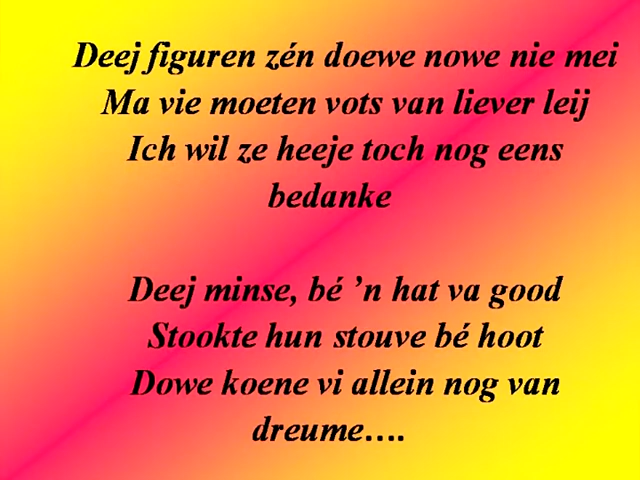 Deej figuren zén doewe nowe nie mei
Ma vie moeten vots van liever leij
Ich wil ze heeje toch nog eens
bedanke
Deej minse, bé ’n hat va good
Stookte hun stouve bé hoot
Dowe koene vi allein nog van
dreume….